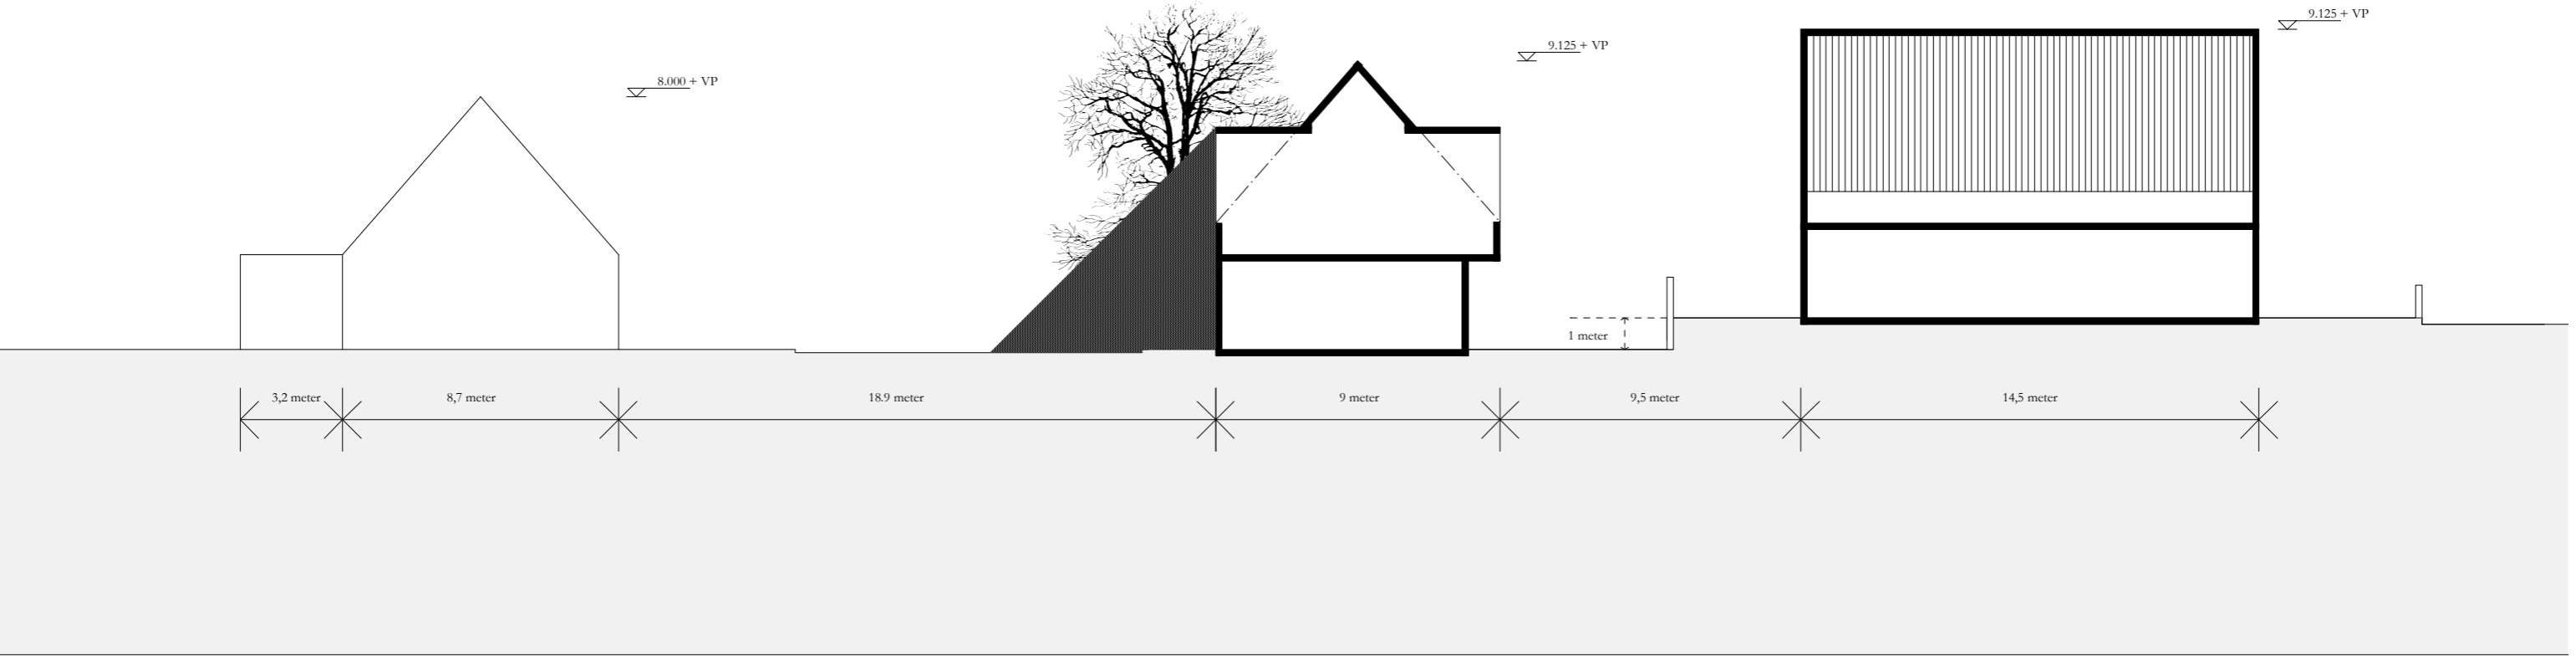 9.125 + VP
9.125 + VP
8.000 + VP
1 meter
3,2 meter
8,7 meter
18.9 meter
9 meter
9,5 meter
14,5 meter